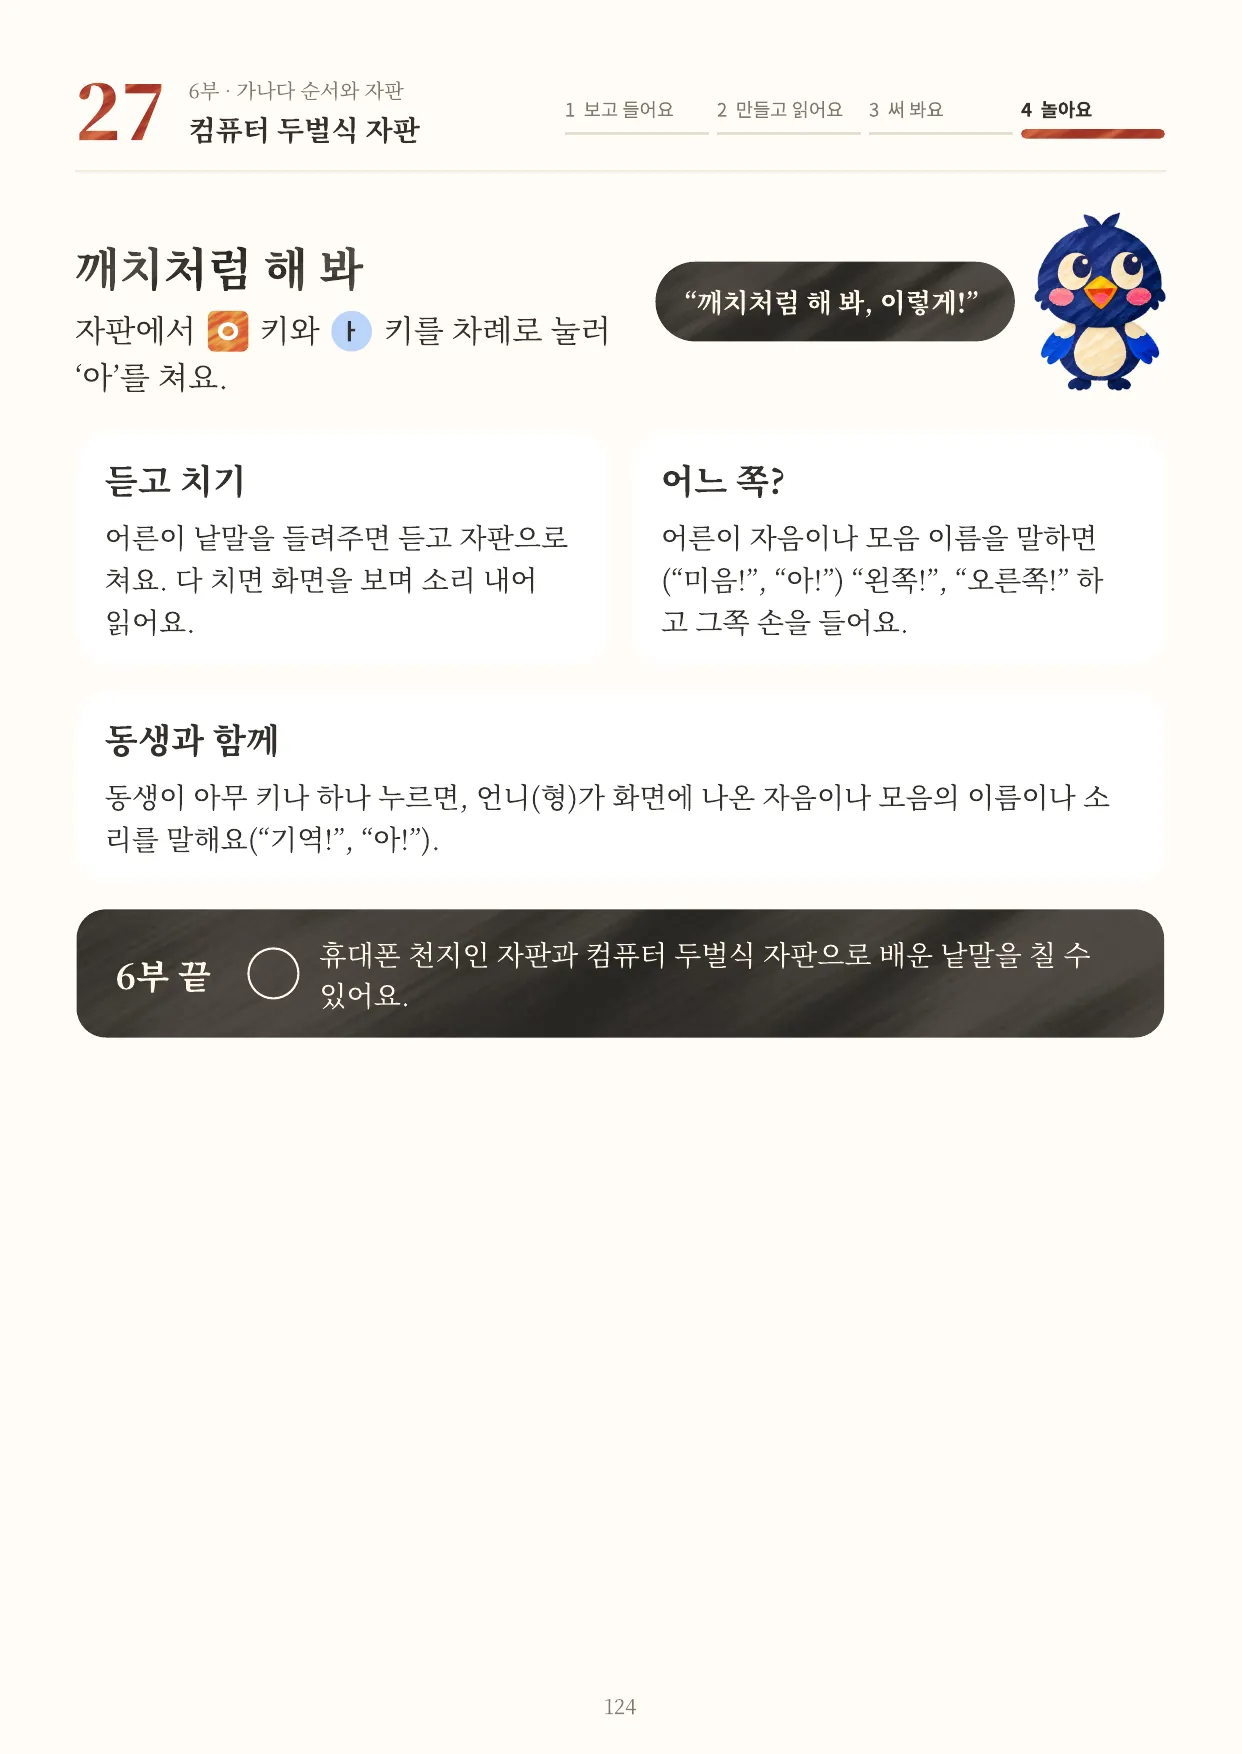 27
6부 · 가나다 순서와 자판
컴퓨터 두벌식 자판
1 보고 들어요
2 만들고 읽어요
3 써 봐요
4 놀아요
깨치처럼 해 봐
자판에서 ㅇ 키와 ㅏ 키를 차례로 눌러
‘아’를 쳐요.
“깨치처럼 해 봐, 이렇게!”
듣고 치기
어른이 낱말을 들려주면 듣고 자판으로
쳐요. 다 치면 화면을 보며 소리 내어
읽어요.
어느 쪽?
어른이 자음이나 모음 이름을 말하면
(“미음!”, “아!”) “왼쪽!”, “오른쪽!” 하
고 그쪽 손을 들어요.
동생과 함께
동생이 아무 키나 하나 누르면, 언니(형)가 화면에 나온 자음이나 모음의 이름이나 소
리를 말해요(“기역!”, “아!”).
6부 끝
휴대폰 천지인 자판과 컴퓨터 두벌식 자판으로 배운 낱말을 칠 수
있어요.
124